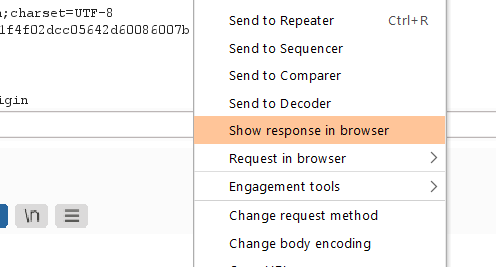 n;charset=UTF-8
1f4f02dcc05642d60086007b
igin
Send to Repeater Ctrl+R
Send to Sequencer
Send to Comparer
Send to Decoder
Show response in browser
Request in browser
Engagement tools
Change request method
Change body encoding
\n